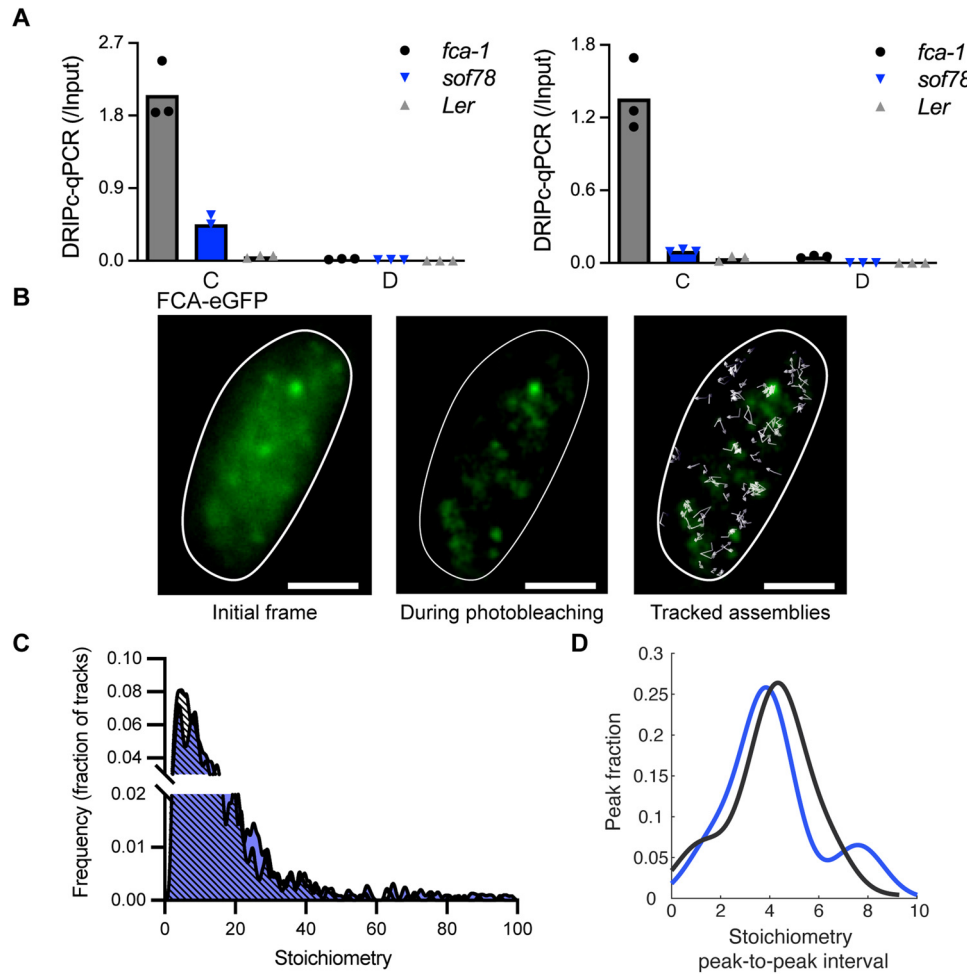 A
DRIPc-qPCR (/Input)
2.7
1.8
0.9
0.0
C
D
fca-1
sof78
Ler
DRIPc-qPCR (/Input)
1.8
1.2
0.6
0.0
C
D
fca-1
sof78
Ler
B
FCA-eGFP
Initial frame
During photobleaching
Tracked assemblies
C
Frequency (fraction of tracks)
0.10
0.08
0.06
0.04
0.02
0.01
0.00
0 20 40 60 80 100
Stoichiometry
D
Peak fraction
0.3
0.25
0.2
0.15
0.1
0.05
0
0 2 4 6 8 10
Stoichiometry
peak-to-peak interval